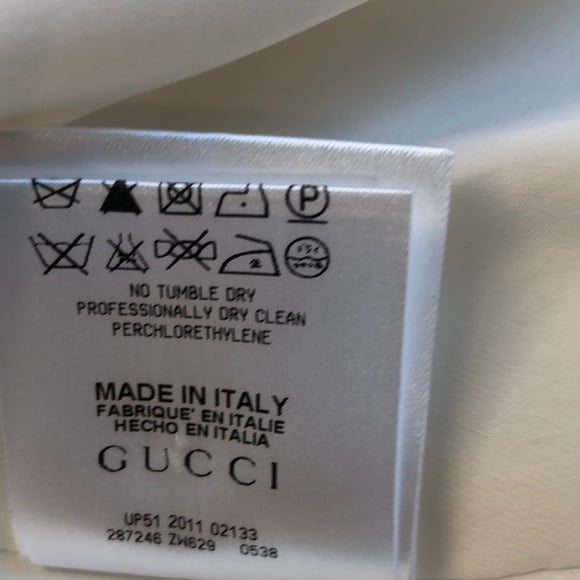 P
NO TUMBLE DRY
PROFESSIONALLY DRY CLEAN
PERCHLORETHYLENE
MADE IN ITALY
FABRIQUE' EN ITALIE
HECHO EN ITALIA
GUCCI
UP51 2011 02133
287246 ZW629 0538